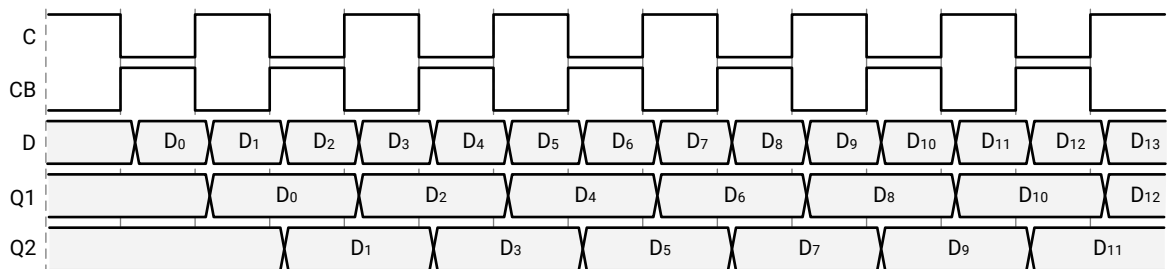 C
CB
D D0 D1 D2 D3 D4 D5 D6 D7 D8 D9 D10 D11 D12 D13
Q1 D0 D2 D4 D6 D8 D10 D12
Q2 D1 D3 D5 D7 D9 D11